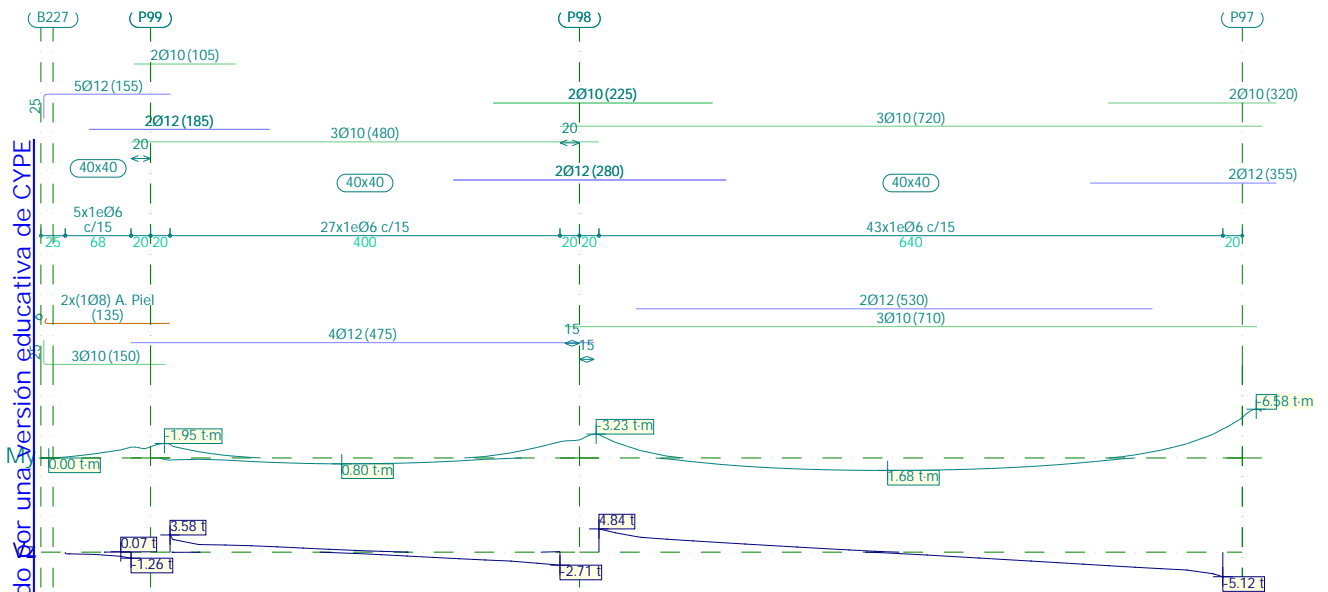 B227
P99
P98
P97
2Ø10 (105)
5Ø12 (155)
25
2Ø10 (225)
2Ø10 (320)
2Ø12 (185)
3Ø10 (720)
20
3Ø10 (480)
20
40x40
2Ø12 (280)
40x40
40x40
2Ø12 (355)
5x1eØ6
c/15
27x1eØ6 c/15
43x1eØ6 c/15
25
68
20
20
400
20
20
640
20
2x(1Ø8) A. Piel
(135)
2Ø12 (530)
3Ø10 (710)
4Ø12 (475)
15
15
25
3Ø10 (150)
-1.95 t·m
-3.23 t·m
-6.58 t·m
My
0.00 t·m
0.80 t·m
1.68 t·m
3.58 t
4.84 t
0.07 t
Vz
-1.26 t
-2.71 t
-5.12 t
do por una versión educativa de CYPE